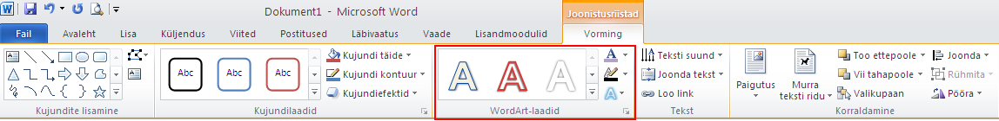 Dokument1 - Microsoft Word
Joonistusriistad
Fail Avaleht Lisa Küljendus Viited Postitused Läbivaatus Vaade Lisandmoodulid Vorming
Abc Abc Abc
Kujundi täide
Kujundi kontuur
Kujundiefektid
A A A
A
A
A
Teksti suund
Joonda tekst
Loo link
Paigutus
Murra teksti ridu
Too ettepoole
Vii tahapoole
Valikupaan
Joonda
Rühmita
Pööra
Kujundite lisamine Kujundilaadid WordArt-laadid Tekst Korraldamine